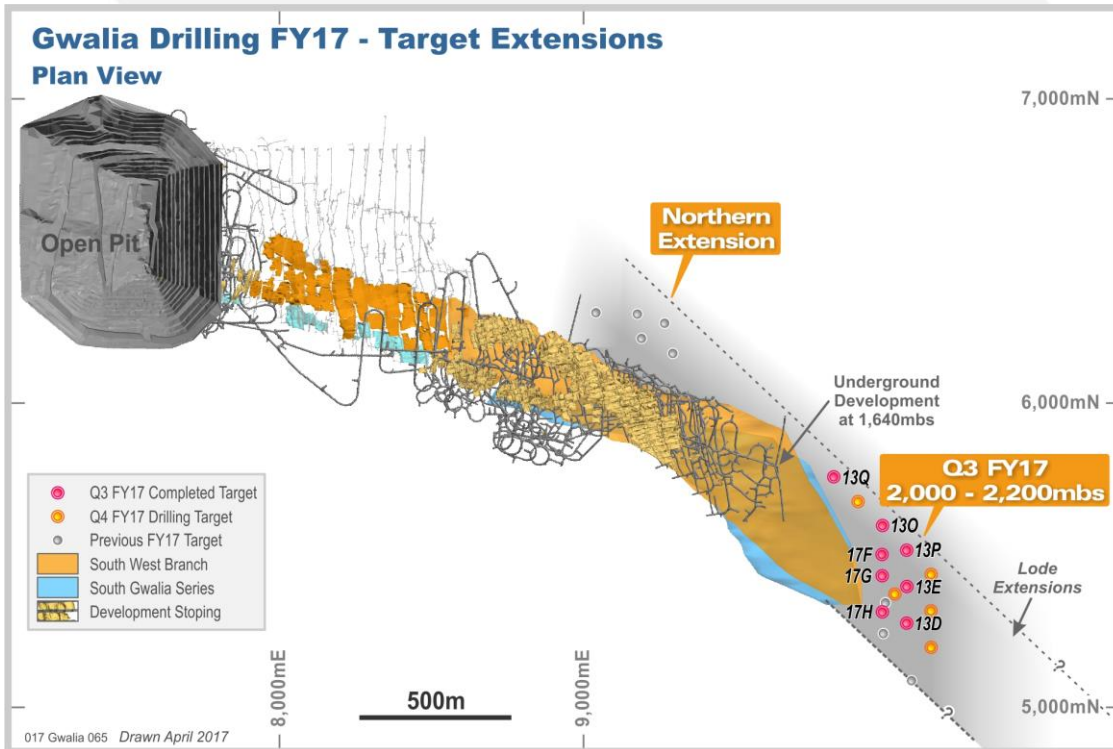 Gwalia Drilling FY17 - Target Extensions
Plan View
7,000mN
Northern
Extension
Open Pit
Underground
Development
at 1,640mbs
6,000mN
Q3 FY17
2,000 - 2,200mbs
13Q
13O
17F
13P
17G
13E
17H
13D
Lode
Extensions
Q3 FY17 Completed Target
Q4 FY17 Drilling Target
Previous FY17 Target
South West Branch
South Gwalia Series
Development Stoping
?
?
8,000mE
500m
9,000mE
5,000mN
017 Gwalia 065 Drawn April 2017